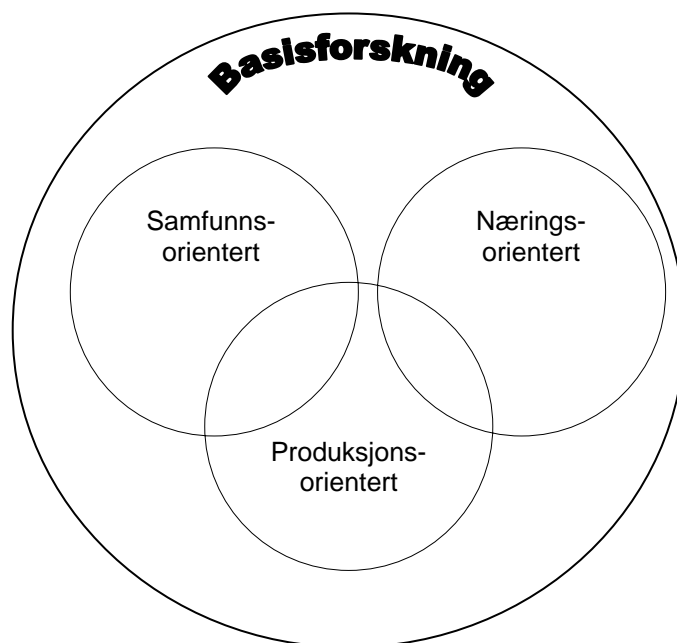 Basisforskning
Samfunns-
orientert
Nærings-
orientert
Produksjons-
orientert